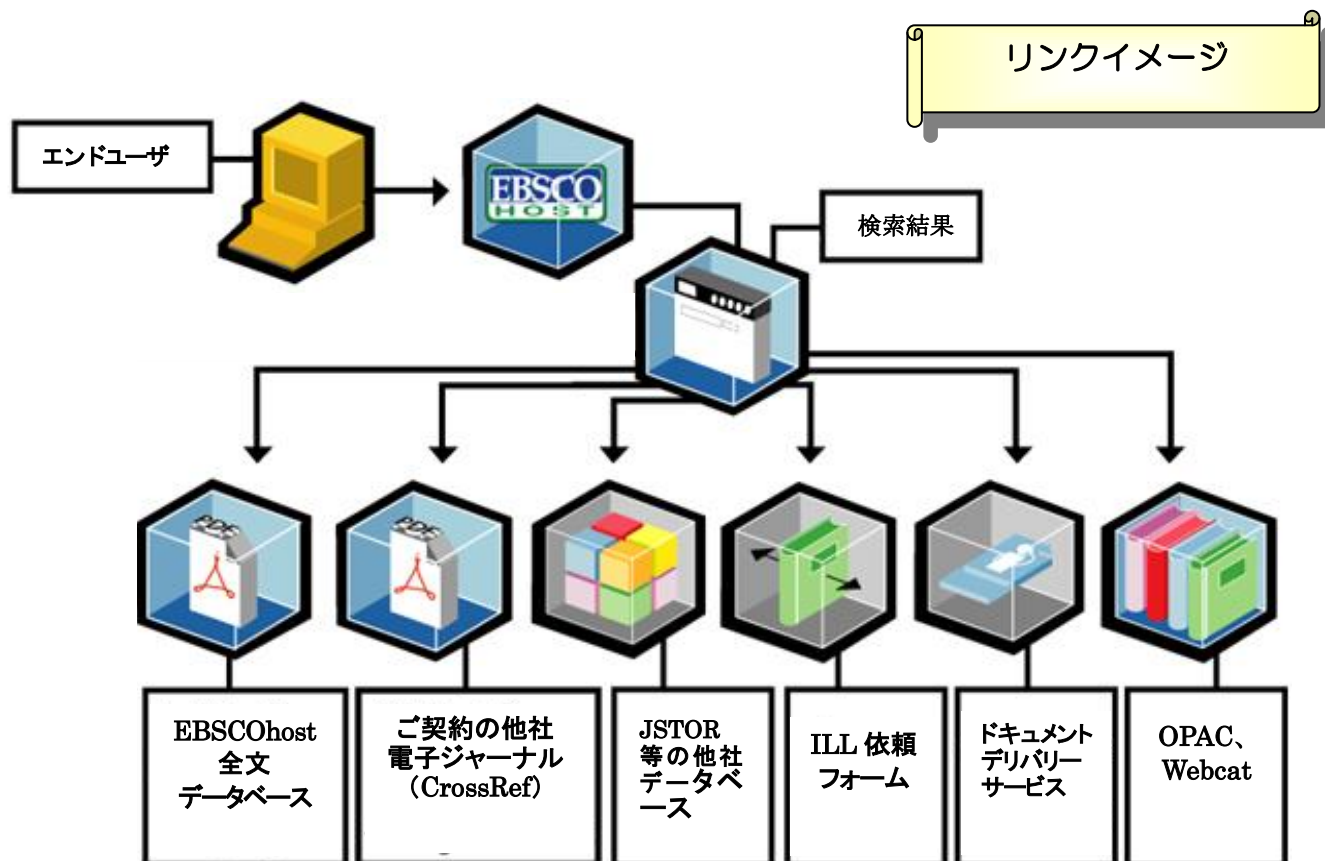 リンクイメージ
エンドユーザ
EBSCO
HOST
検索結果
PDF
PDF
EBSCOhost
全文
データベース
ご契約の他社
電子ジャーナル
（CrossRef）
JSTOR
等の他社
データベ
ース
ILL 依頼
フォーム
ドキュメント
デリバリー
サービス
OPAC、
Webcat